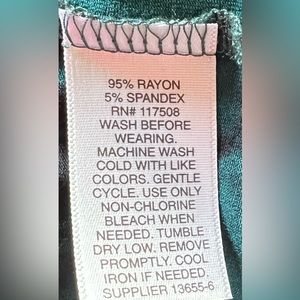 95% RAYON
5% SPANDEX
RN# 117508
WASH BEFORE
WEARING.
MACHINE WASH
COLD WITH LIKE
COLORS. GENTLE
CYCLE. USE ONLY
NON-CHLORINE
BLEACH WHEN
NEEDED. TUMBLE
DRY LOW. REMOVE
PROMPTLY. COOL
IRON IF NEEDED.
SUPPLIER 13655-6